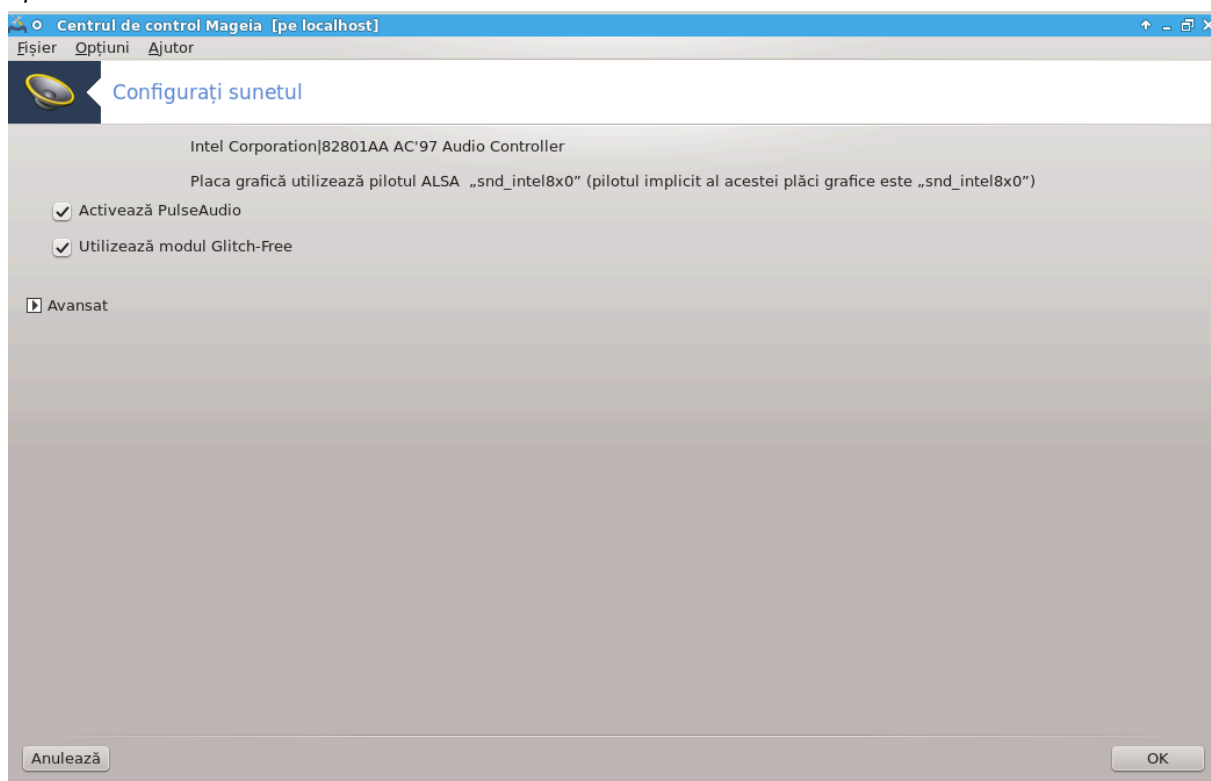 Centrul de control Mageia [pe localhost]
Fișier Opțiuni Ajutor
Configurați sunetul
Intel Corporation|82801AA AC'97 Audio Controller
Placa grafică utilizează pilotul ALSA „snd_intel8x0” (pilotul implicit al acestei plăci grafice este „snd_intel8x0”)
Activează PulseAudio
Utilizează modul Glitch-Free
Avansat
Anulează OK